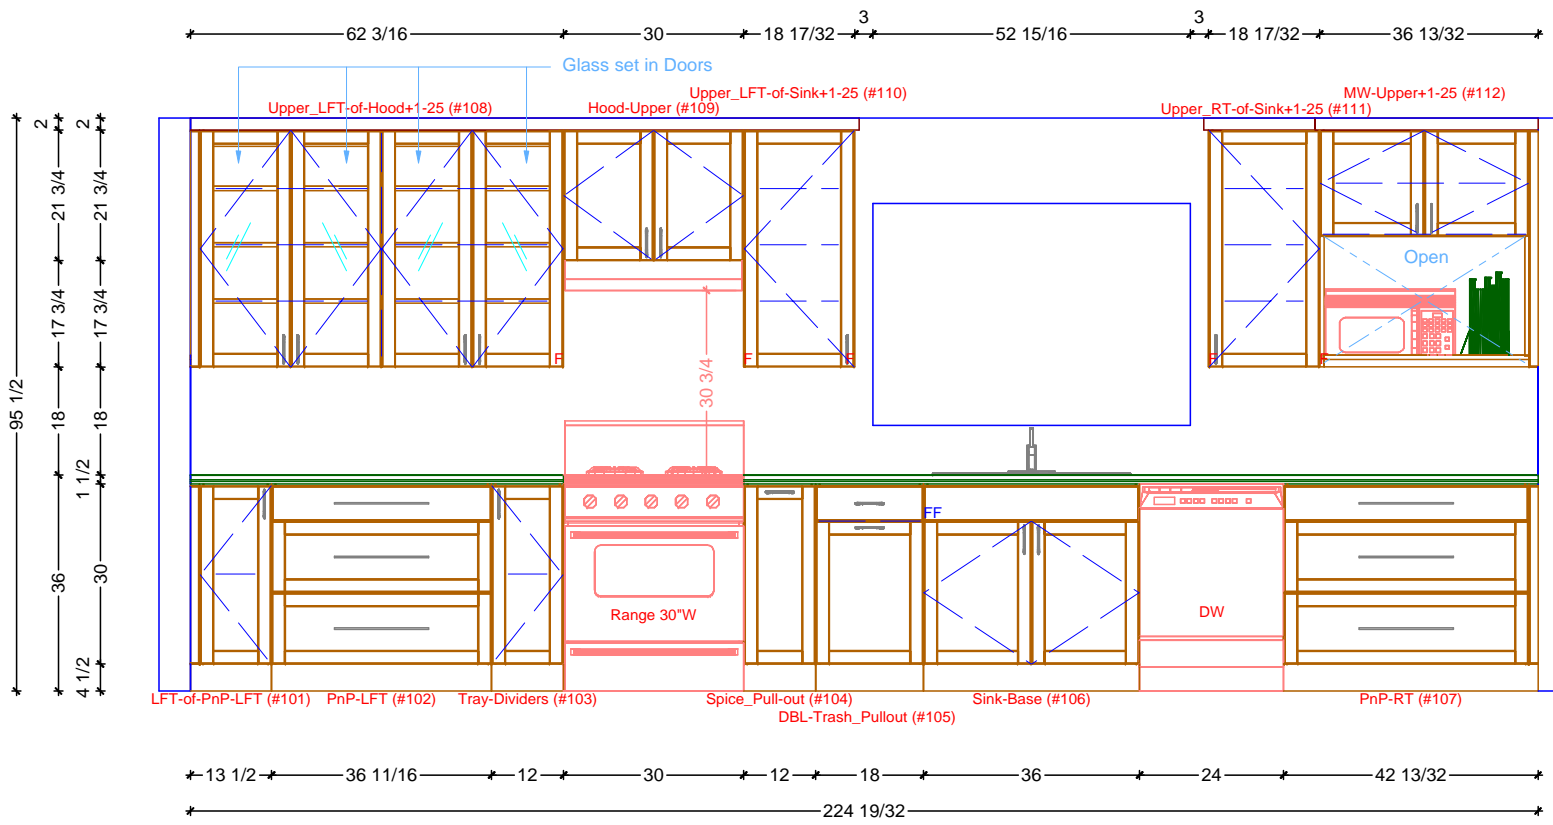 3 3
62 3/16 30 18 17/32 52 15/16 18 17/32 36 13/32
Glass set in Doors
Upper_LFT-of-Sink+1-25 (#110) MW-Upper+1-25 (#112)
Upper_LFT-of-Hood+1-25 (#108) Hood-Upper (#109) Upper_RT-of-Sink+1-25 (#111)
2 2
21 3/4 21 3/4
Open
17 3/4 17 3/4
F F F F F
30 3/4
95 1/2 18 18
1 1/2
FF
36 30
Range 30"W DW
4 1/2
LFT-of-PnP-LFT (#101) PnP-LFT (#102) Tray-Dividers (#103) Spice_Pull-out (#104) Sink-Base (#106) PnP-RT (#107)
DBL-Trash_Pullout (#105)
13 1/2 36 11/16 12 30 12 18 36 24 42 13/32
224 19/32